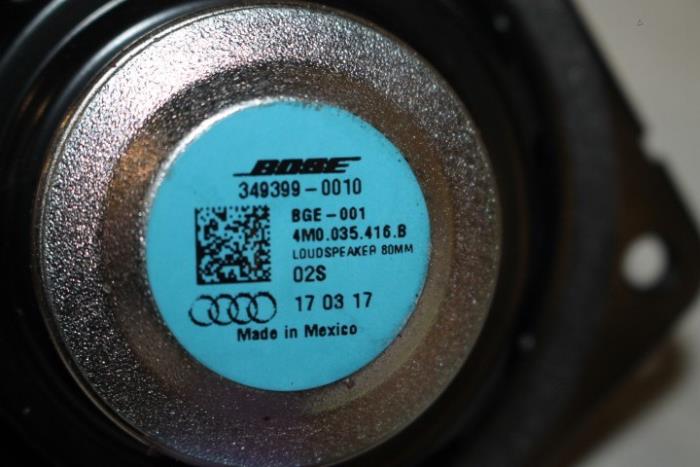 BOSE
349399-0010
BGE-001
4M0.035.416.B
LOUDSPEAKER 80MM
02S
17 03 17
Made in Mexico